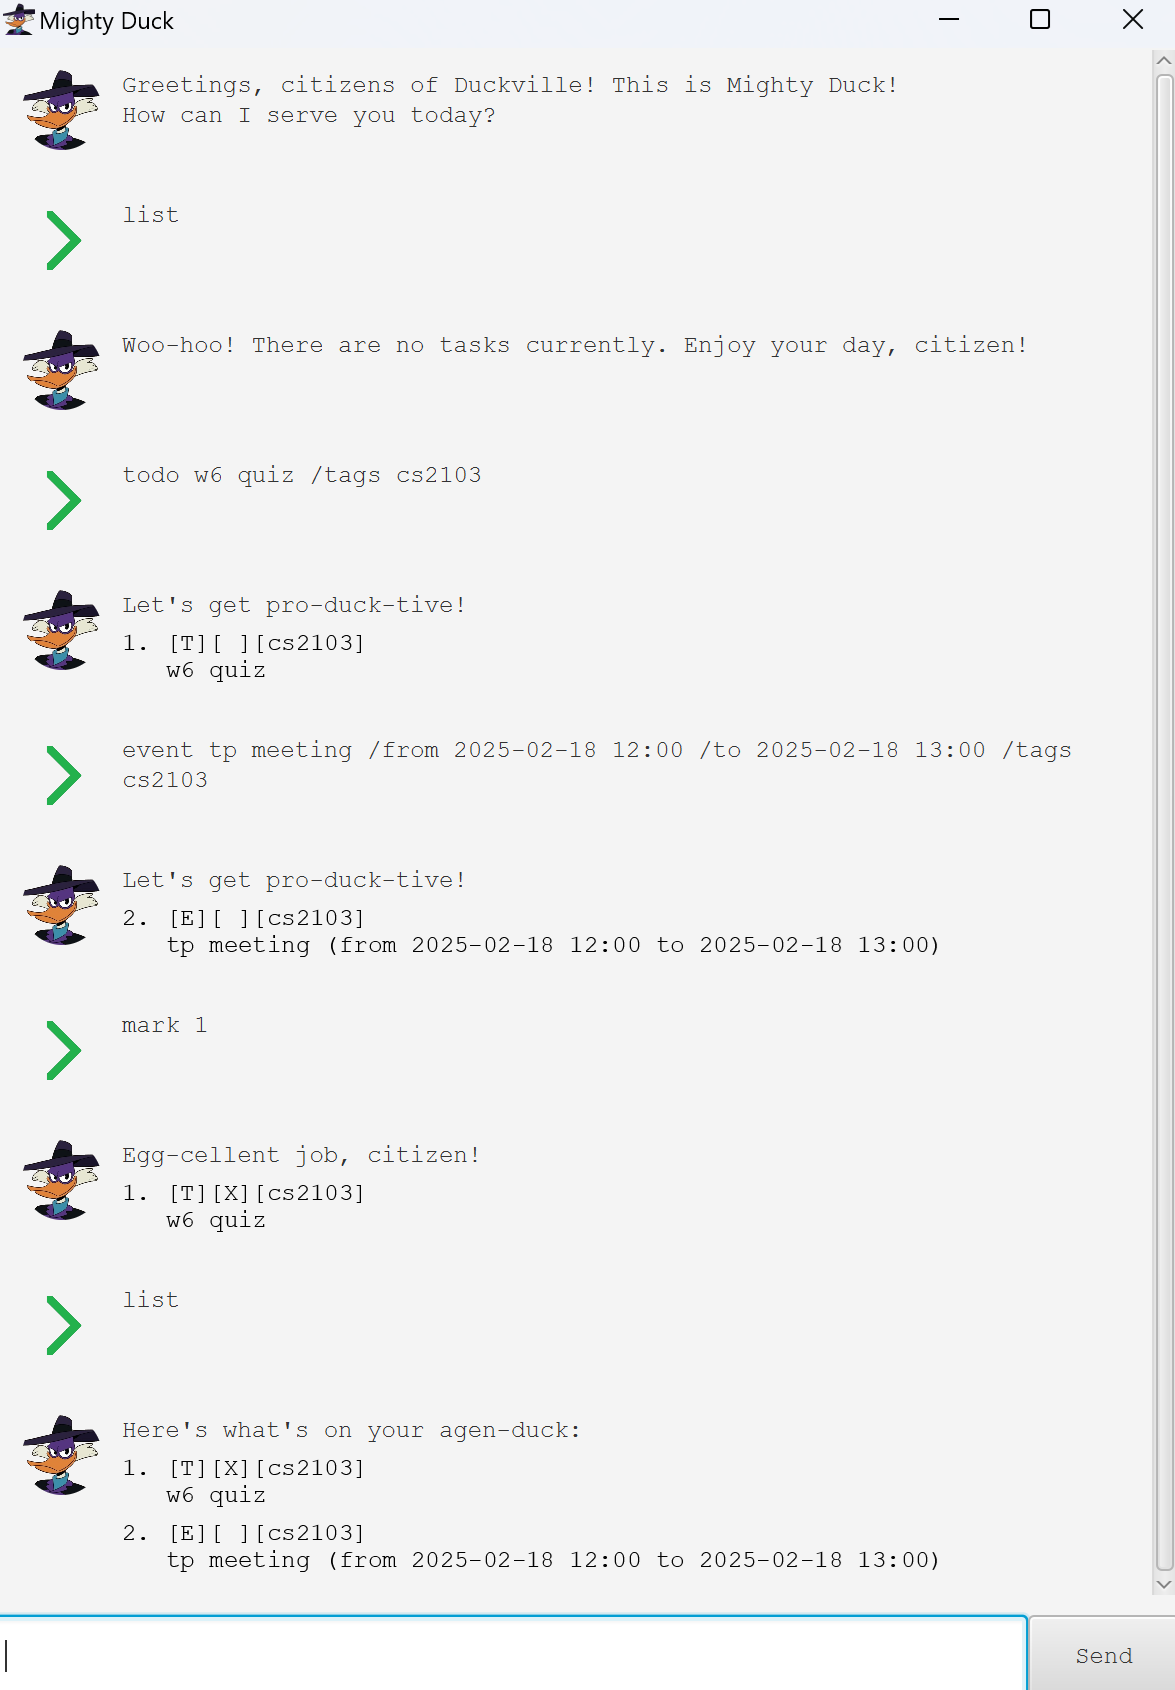 Mighty Duck
Greetings, citizens of Duckville! This is Mighty Duck!
How can I serve you today?
list
Woo-hoo! There are no tasks currently. Enjoy your day, citizen!
todo w6 quiz /tags cs2103
Let's get pro-duck-tive!
1. [T][ ][cs2103]
w6 quiz
event tp meeting /from 2025-02-18 12:00 /to 2025-02-18 13:00 /tags
cs2103
Let's get pro-duck-tive!
2. [E][ ][cs2103]
tp meeting (from 2025-02-18 12:00 to 2025-02-18 13:00)
mark 1
Egg-cellent job, citizen!
1. [T][X][cs2103]
w6 quiz
list
Here's what's on your agen-duck:
1. [T][X][cs2103]
w6 quiz
2. [E][ ][cs2103]
tp meeting (from 2025-02-18 12:00 to 2025-02-18 13:00)
Send